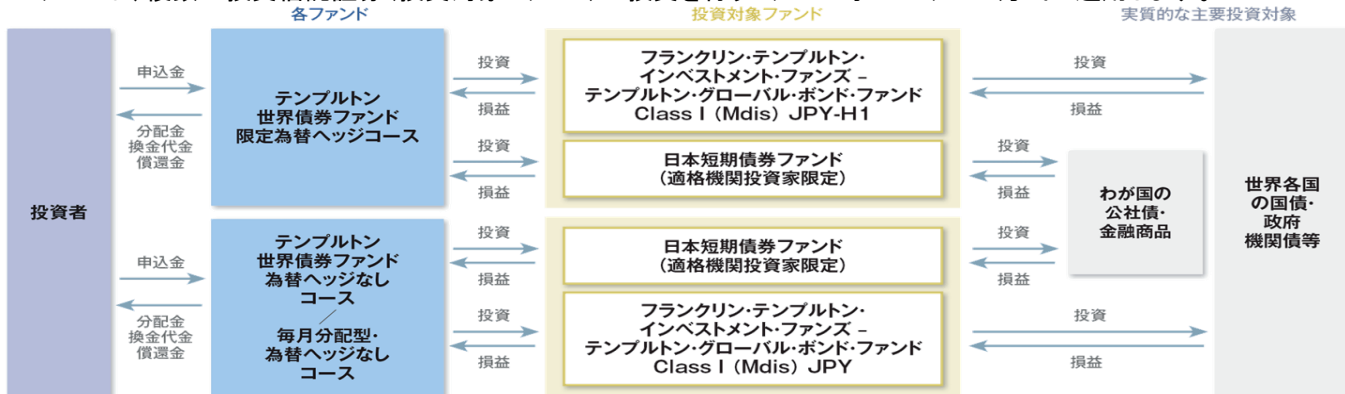 各ファンド
投資対象ファンド
実質的な主要投資対象
投資者
申込金
分配金
換金代金
償還金
テンプルトン
世界債券ファンド
限定為替ヘッジコース
投資
損益
フランクリン・テンプルトン・
インベストメント・ファンズ −
テンプルトン・グローバル・ボンド・ファンド
Class I (Mdis) JPY-H1
投資
損益
投資
損益
日本短期債券ファンド
(適格機関投資家限定)
投資
損益
わが国の
公社債・
金融商品
世界各国
の国債・
政府
機関債等
申込金
分配金
換金代金
償還金
テンプルトン
世界債券ファンド
為替ヘッジなし
コース
/
毎月分配型・
為替ヘッジなし
コース
投資
損益
日本短期債券ファンド
(適格機関投資家限定)
投資
損益
投資
損益
フランクリン・テンプルトン・
インベストメント・ファンズ −
テンプルトン・グローバル・ボンド・ファンド
Class I (Mdis) JPY
投資
損益